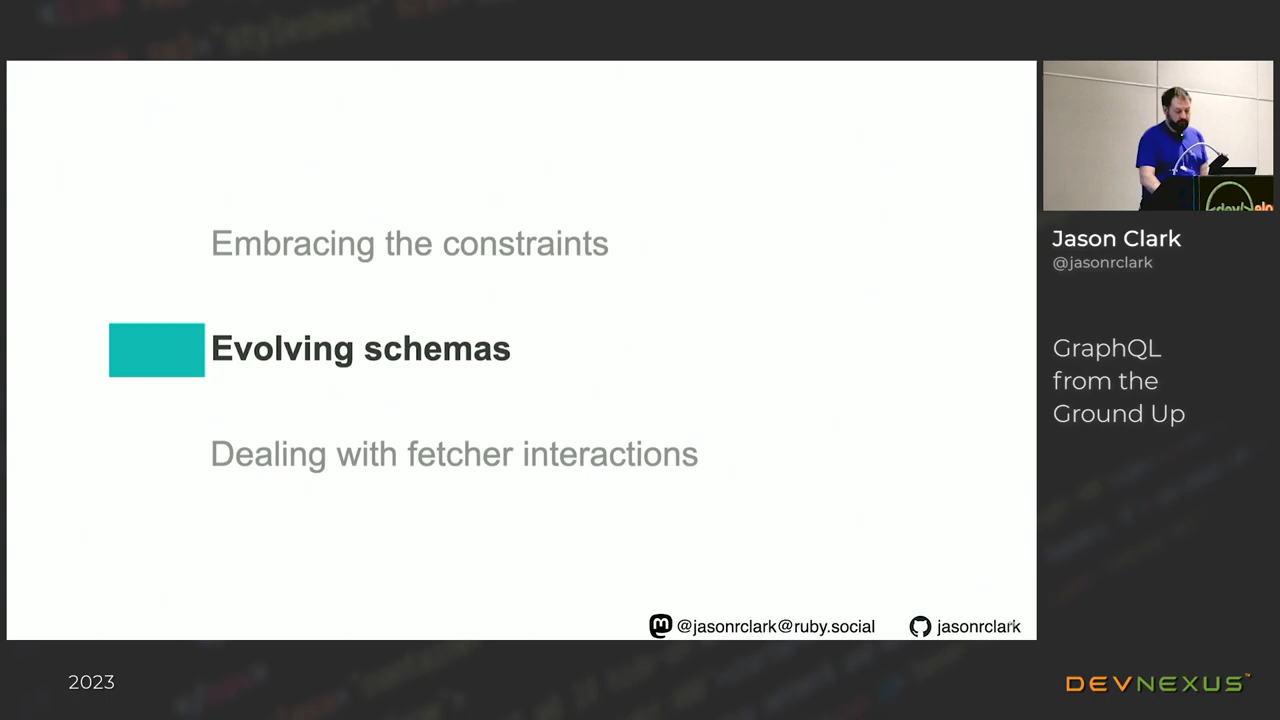 Embracing the constraints
Evolving schemas
Dealing with fetcher interactions
@jasonrclark@ruby.social
jasonrclark
Jason Clark
@jasonrclark
GraphQL
from the
Ground Up
2023
DEVNEXUS